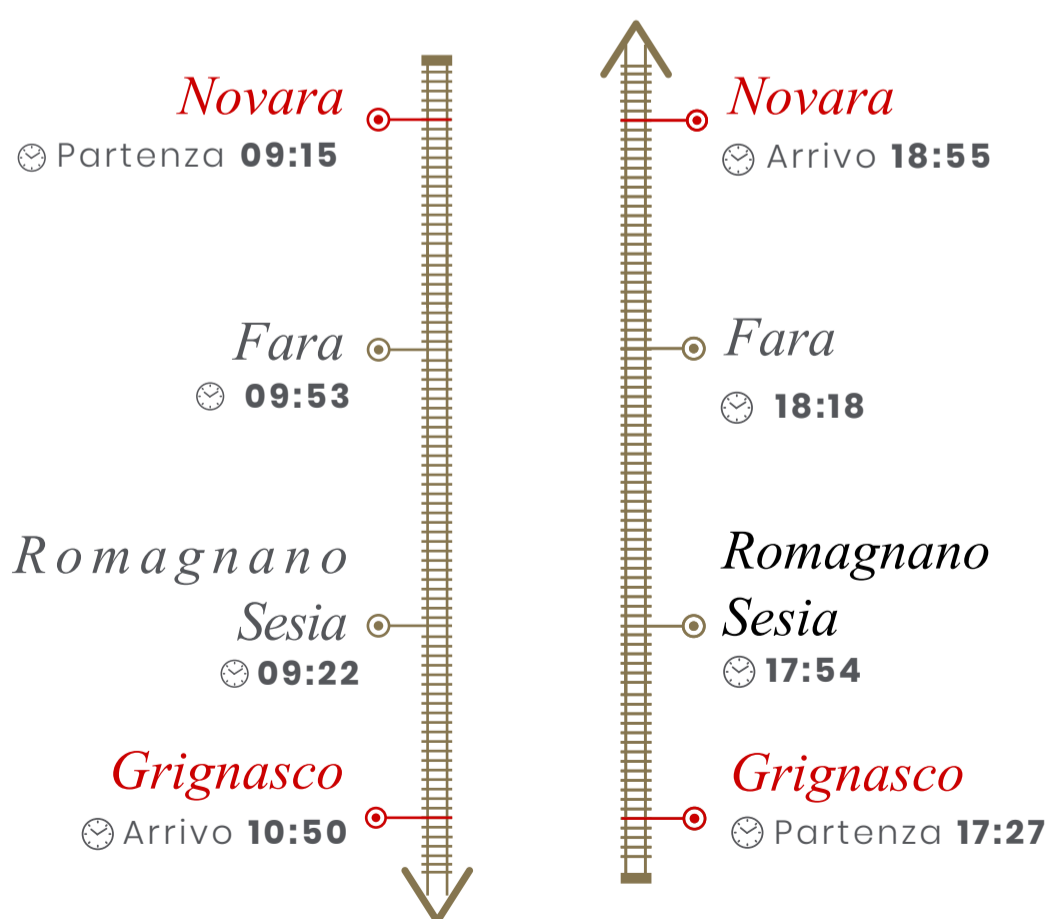 Novara
Partenza 09:15
Fara
09:53
Romagnano
Sesia
09:22
Grignasco
Arrivo 10:50
Novara
Arrivo 18:55
Fara
18:18
Romagnano
Sesia
17:54
Grignasco
Partenza 17:27